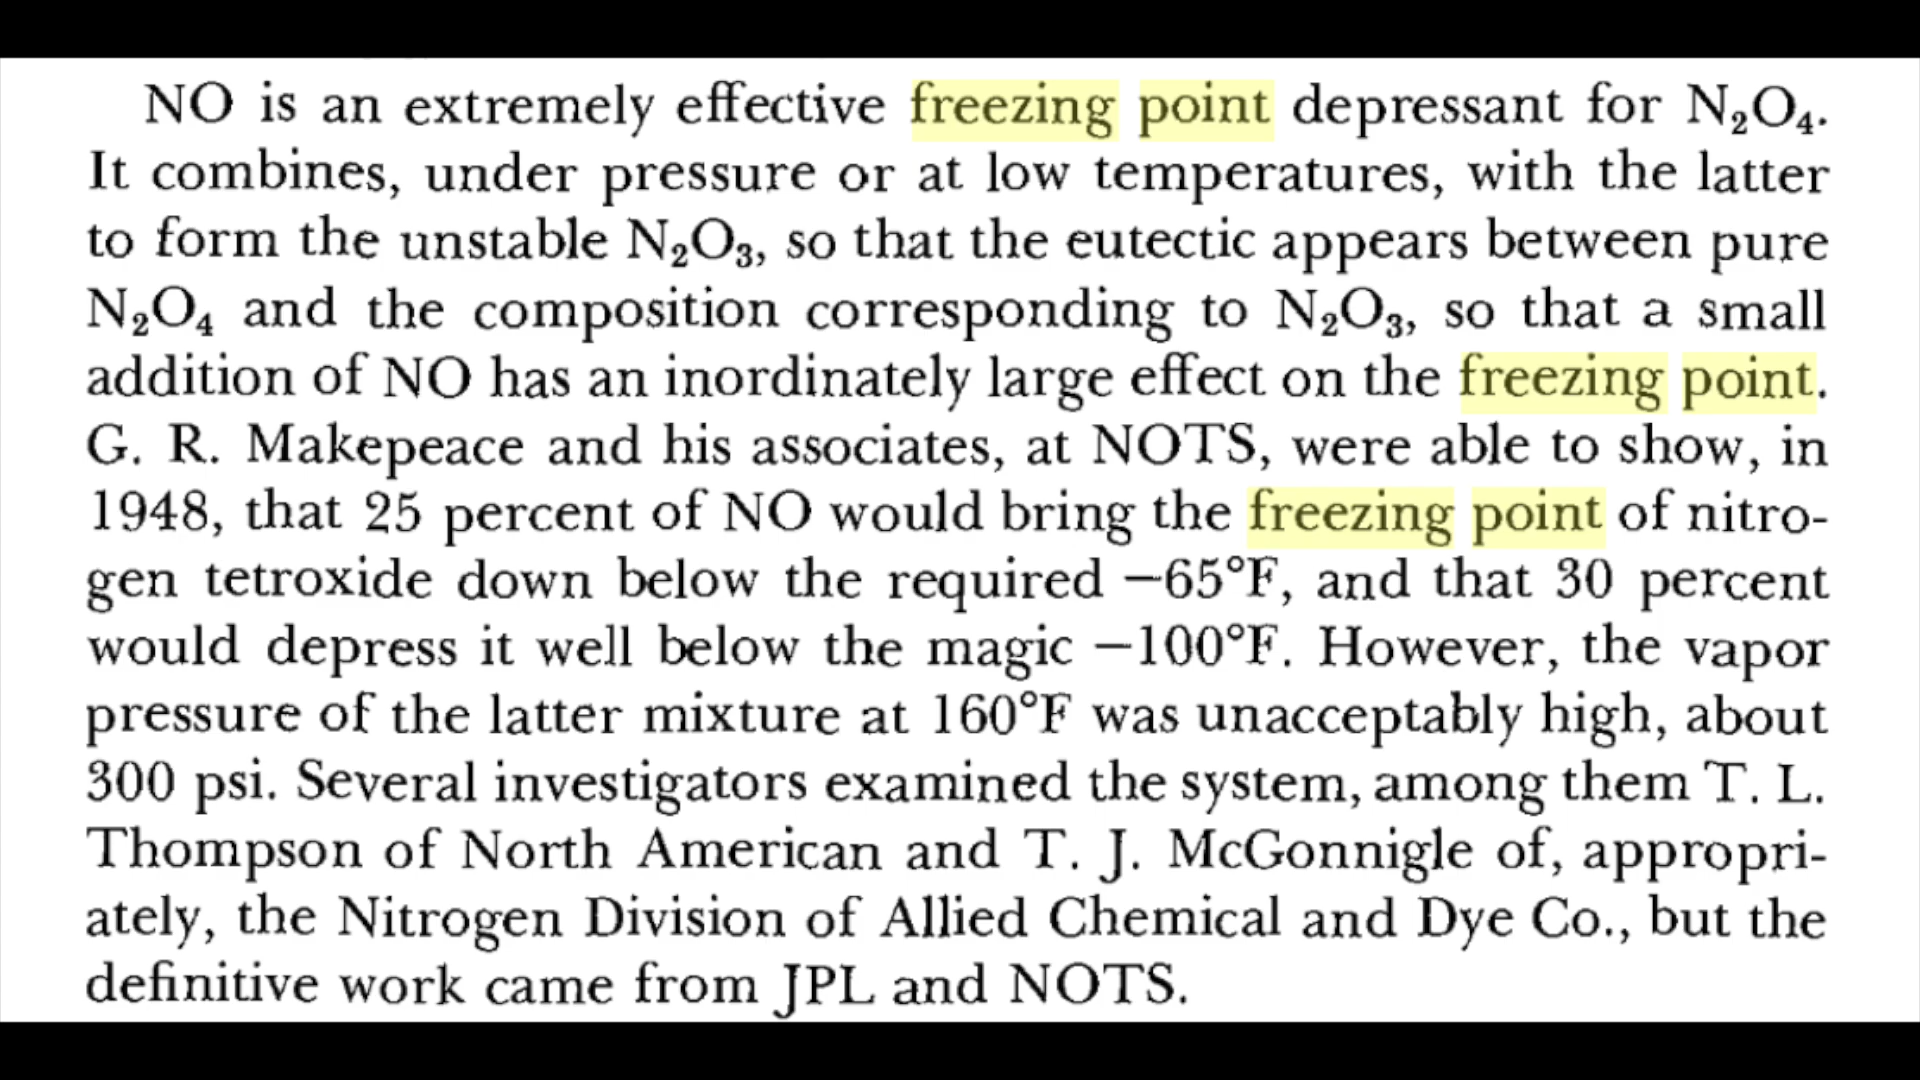 NO is an extremely effective freezing point depressant for N₂O₄.
It combines, under pressure or at low temperatures, with the latter
to form the unstable N₂O₃, so that the eutectic appears between pure
N₂O₄ and the composition corresponding to N₂O₃, so that a small
addition of NO has an inordinately large effect on the freezing point.
G. R. Makepeace and his associates, at NOTS, were able to show, in
1948, that 25 percent of NO would bring the freezing point of nitro-
gen tetroxide down below the required −65°F, and that 30 percent
would depress it well below the magic −100°F. However, the vapor
pressure of the latter mixture at 160°F was unacceptably high, about
300 psi. Several investigators examined the system, among them T. L.
Thompson of North American and T. J. McGonnigle of, appropri-
ately, the Nitrogen Division of Allied Chemical and Dye Co., but the
definitive work came from JPL and NOTS.